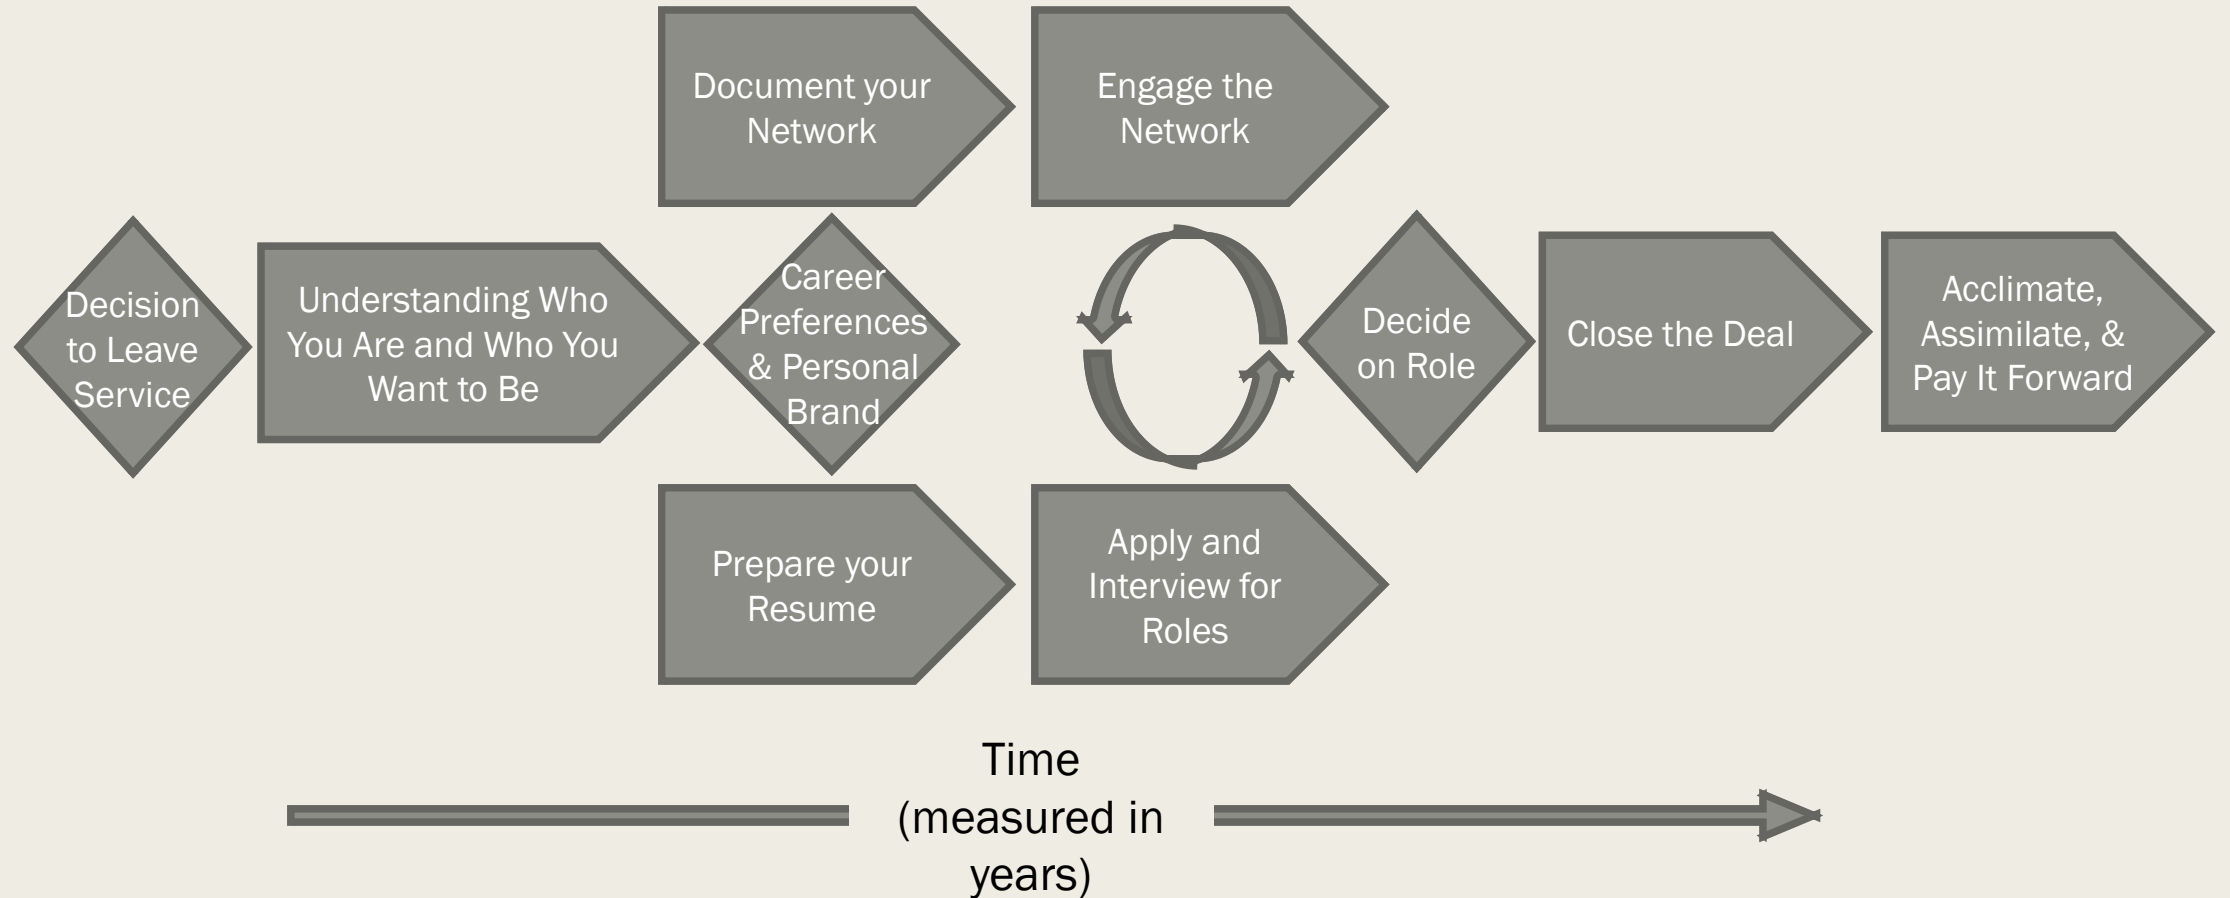 Document your
Network
Engage the
Network
Decision
to Leave
Service
Understanding Who
You Are and Who You
Want to Be
Career
Preferences
& Personal
Brand
Decide
on Role
Close the Deal
Acclimate,
Assimilate, &
Pay It Forward
Prepare your
Resume
Apply and
Interview for
Roles
Time
(measured in
years)